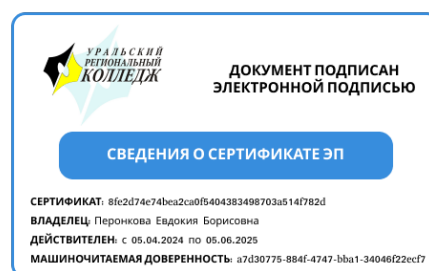 УРАЛЬСКИЙ
РЕГИОНАЛЬНЫЙ
КОЛЛЕДЖ
ДОКУМЕНТ ПОДПИСАН
ЭЛЕКТРОННОЙ ПОДПИСЬЮ
СВЕДЕНИЯ О СЕРТИФИКАТЕ ЭП
СЕРТИФИКАТ: 8fe2d74e74bea2ca0f5404383498703a514f782d
ВЛАДЕЛЕЦ: Перонкова Евдокия Борисовна
ДЕЙСТВИТЕЛЕН: с 05.04.2024 по 05.06.2025
МАШИНОЧИТАЕМАЯ ДОВЕРЕННОСТЬ: a7d30775-884f-4747-bba1-34046f22ecf7